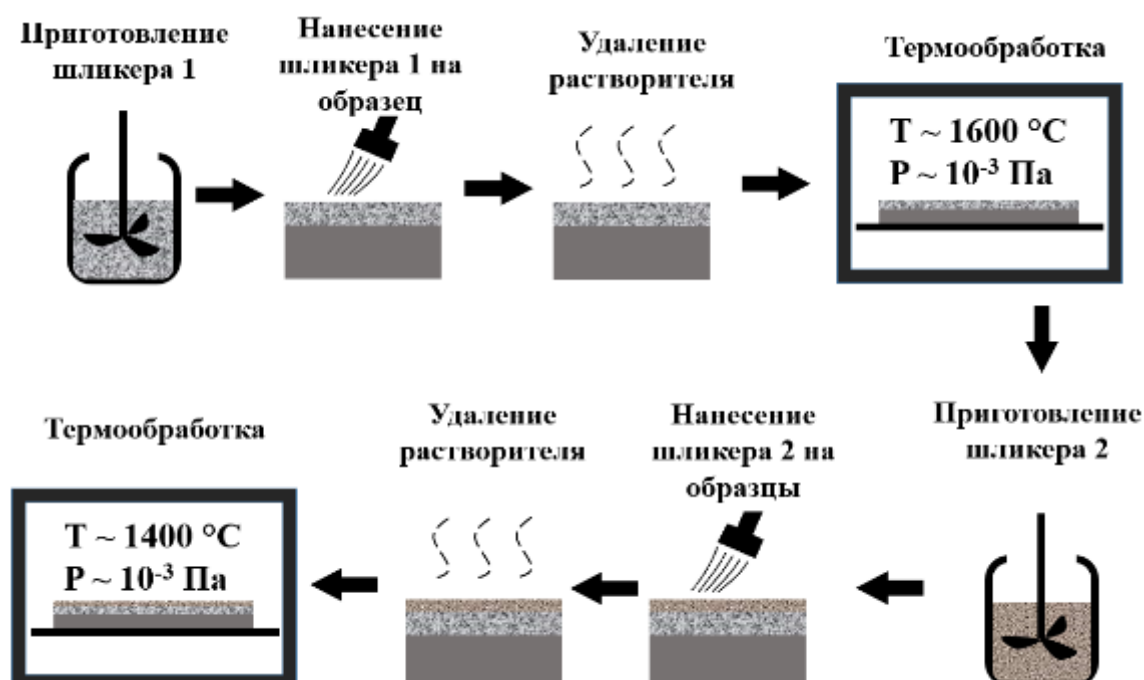 Приготовление
шликера 1
Нанесение
шликера 1 на
образец
Удаление
растворителя
Термообработка
T ~ 1600 °C
P ~ 10⁻³ Па
Приготовление
шликера 2
Нанесение
шликера 2 на
образцы
Удаление
растворителя
Термообработка
T ~ 1400 °C
P ~ 10⁻³ Па